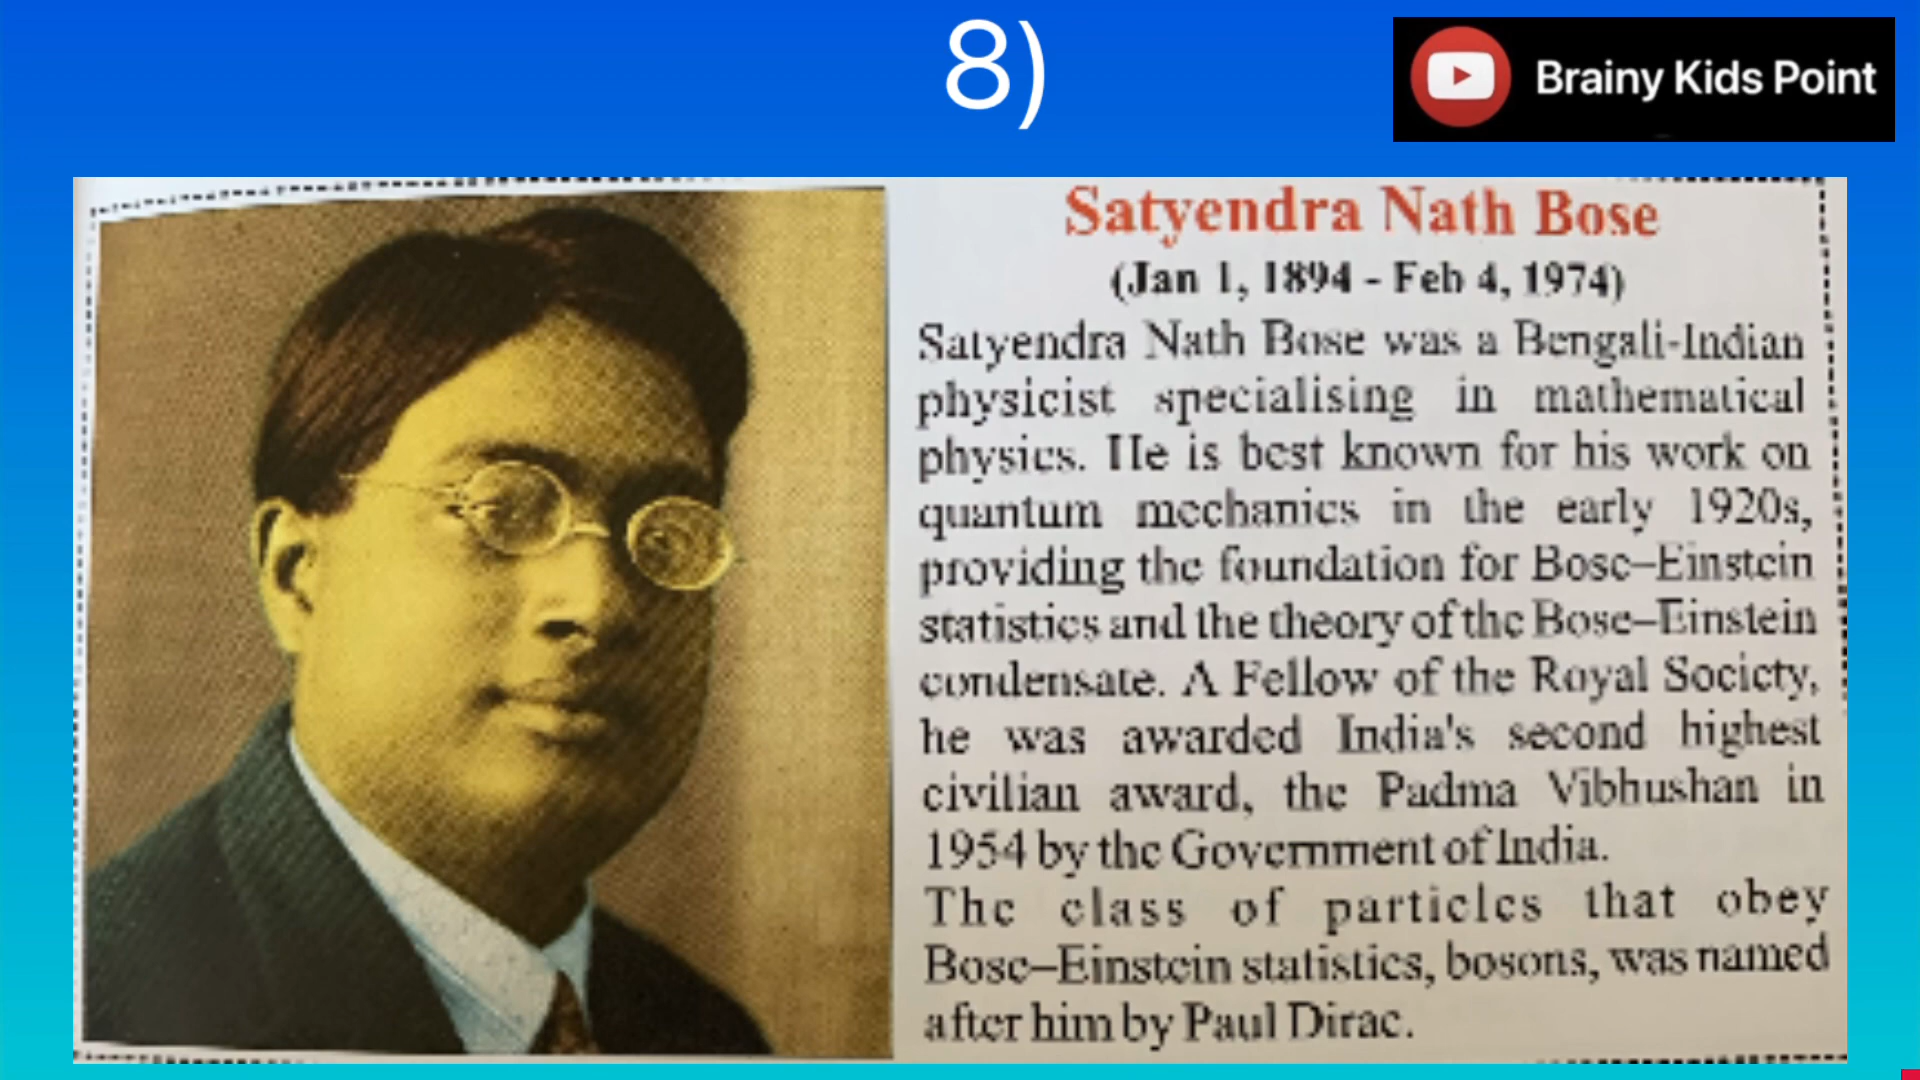 8)
Brainy Kids Point
Satyendra Nath Bose
(Jan 1, 1894 - Feb 4, 1974)
Satyendra Nath Bose was a Bengali-Indian
physicist specialising in mathematical
physics. He is best known for his work on
quantum mechanics in the early 1920s,
providing the foundation for Bose–Einstein
statistics and the theory of the Bose–Einstein
condensate. A Fellow of the Royal Society,
he was awarded India's second highest
civilian award, the Padma Vibhushan in
1954 by the Government of India.
The class of particles that obey
Bose–Einstein statistics, bosons, was named
after him by Paul Dirac.